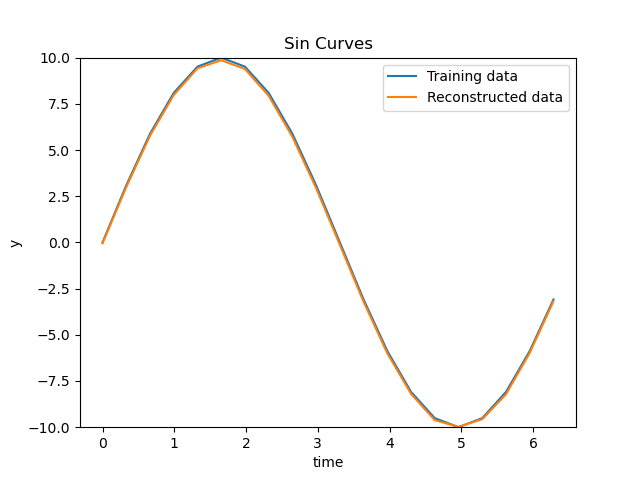 Sin Curves
Training data
Reconstructed data
10.0
7.5
5.0
2.5
0.0
−2.5
−5.0
−7.5
−10.0
y
0 1 2 3 4 5 6
time